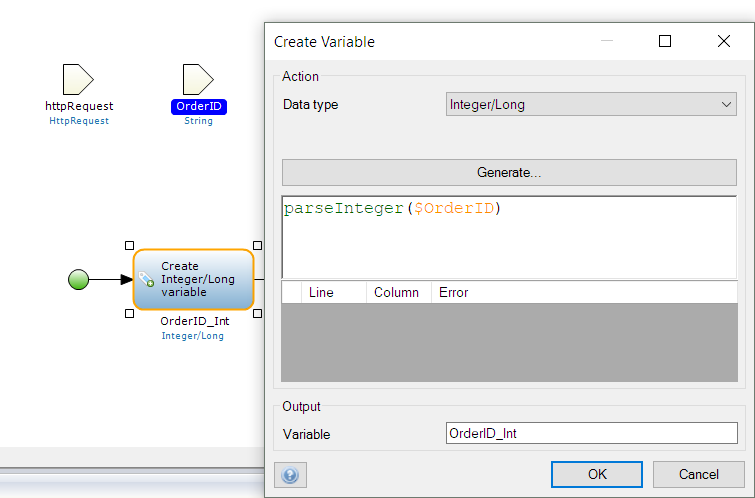 Create Variable
Action
Data type
Integer/Long
Generate...
parseInteger($OrderID)
Line Column Error
Output
Variable
OrderID_Int
OK
Cancel
httpRequest
HttpRequest
OrderID
String
Create
Integer/Long
variable
OrderID_Int
Integer/Long